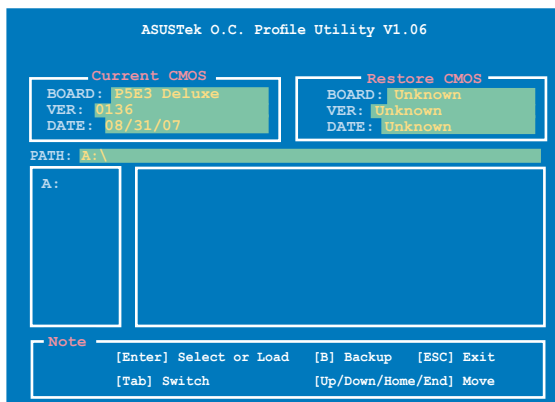 ASUSTek O.C. Profile Utility V1.06
Current CMOS
BOARD: P5E3 Deluxe
VER: 0136
DATE: 08/31/07
Restore CMOS
BOARD: Unknown
VER: Unknown
DATE: Unknown
PATH: A:\
A:
Note
[Enter] Select or Load [B] Backup [ESC] Exit
[Tab] Switch [Up/Down/Home/End] Move